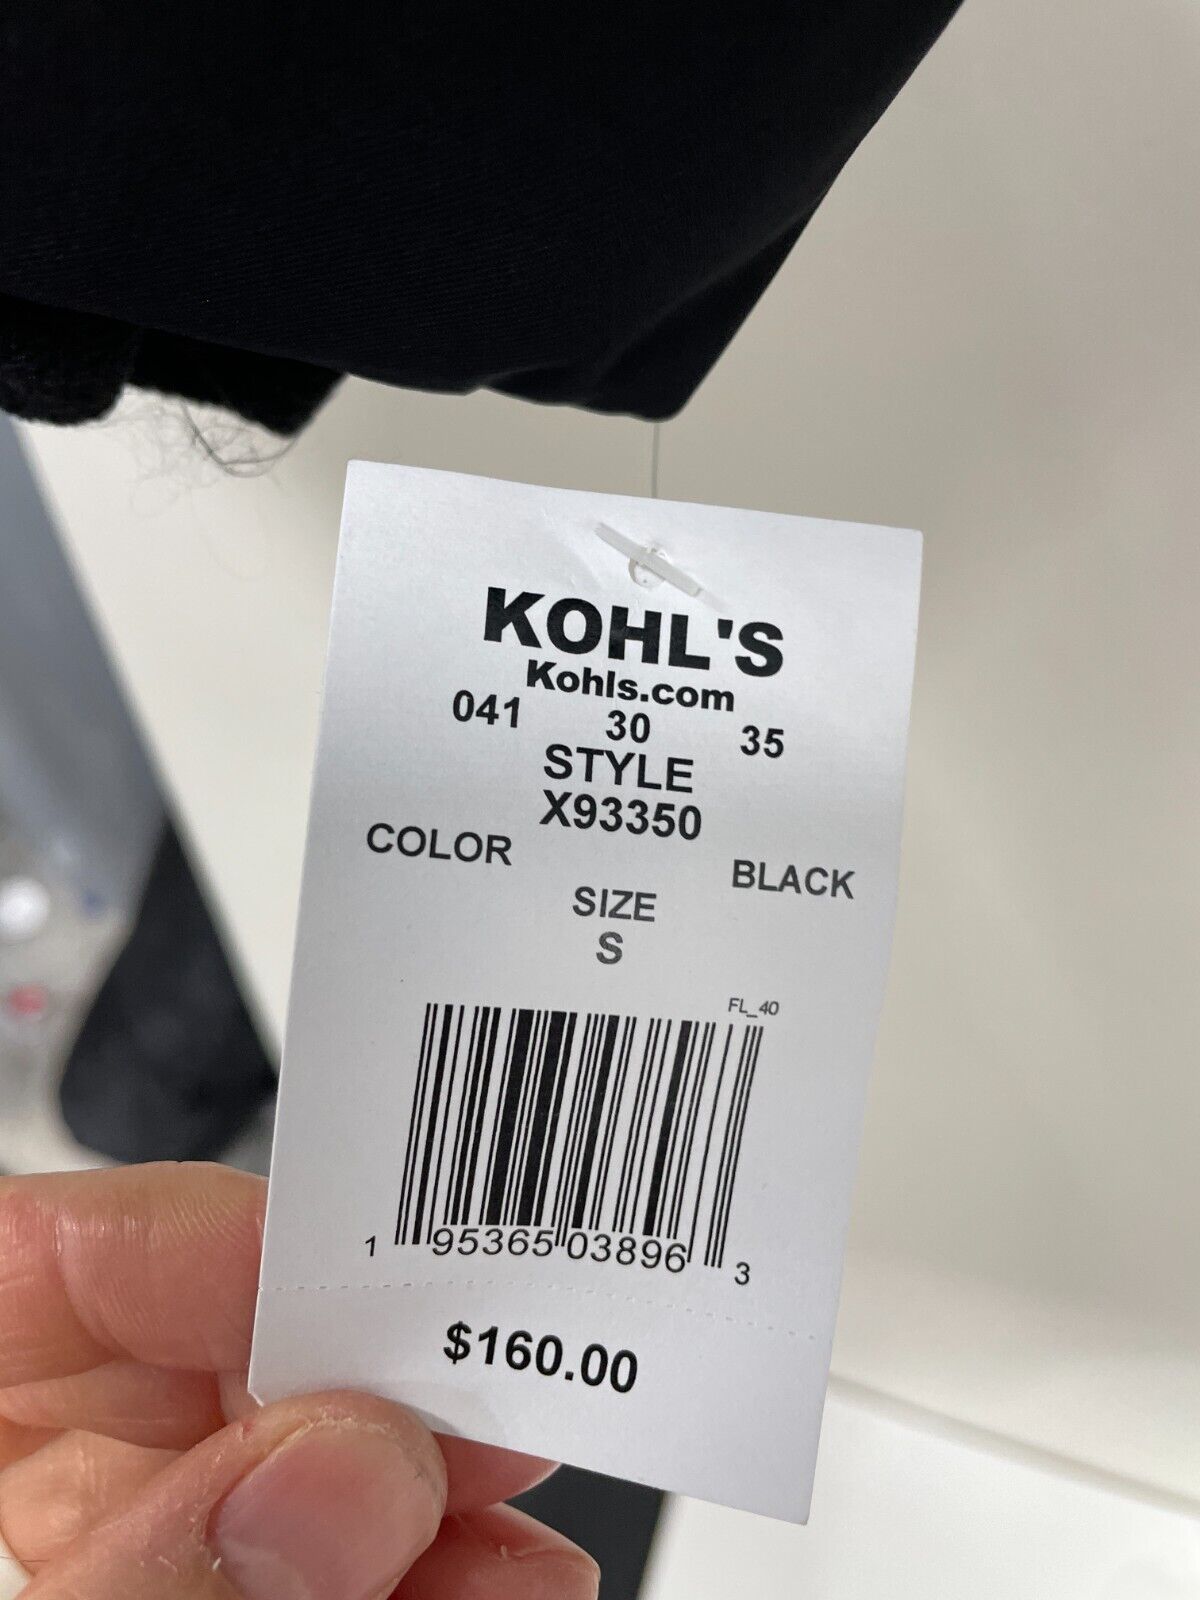 KOHL'S
Kohls.com
041 30 35
STYLE
X93350
COLOR BLACK
SIZE
S
FL_40
1 95365 03896 3
$160.00